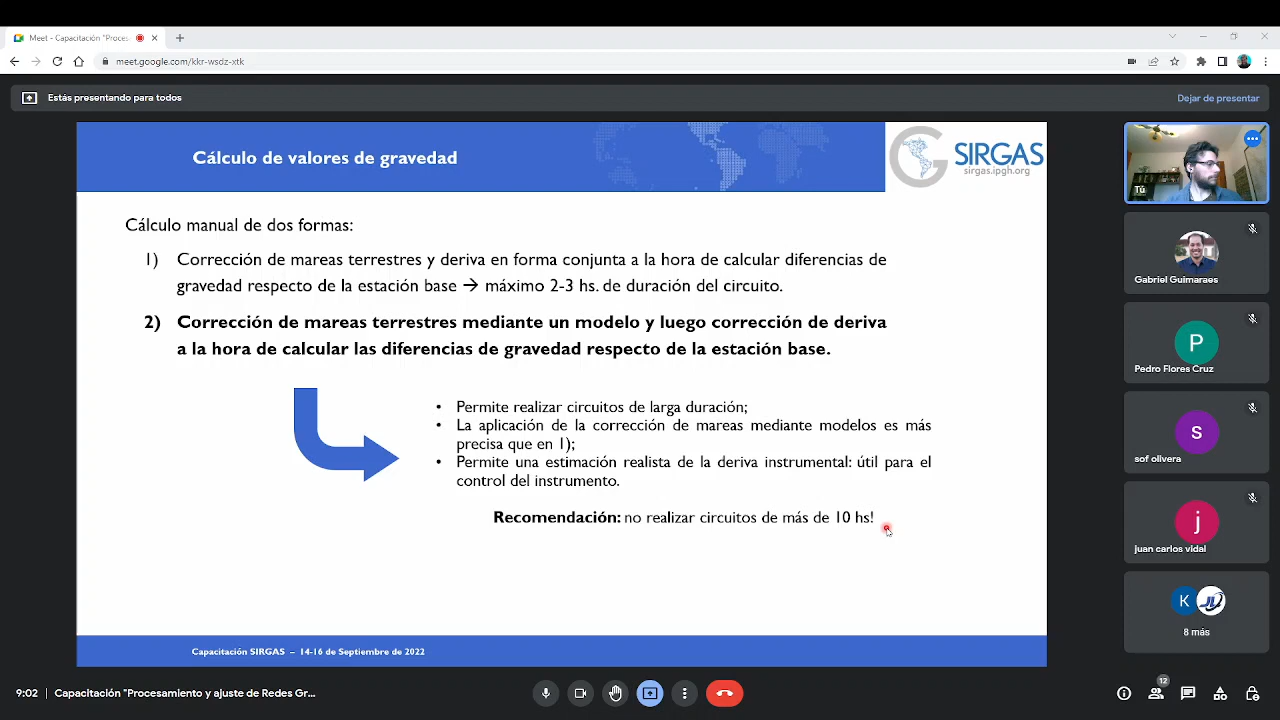 Meet - Capacitación "Proces
meet.google.com/kkr-wsdz-xtk
Estás presentando para todos
Dejar de presentar
Cálculo de valores de gravedad
SIRGAS
sirgas.ipgh.org
Cálculo manual de dos formas:
1) Corrección de mareas terrestres y deriva en forma conjunta a la hora de calcular diferencias de
gravedad respecto de la estación base → máximo 2-3 hs. de duración del circuito.
2) Corrección de mareas terrestres mediante un modelo y luego corrección de deriva
a la hora de calcular las diferencias de gravedad respecto de la estación base.
• Permite realizar circuitos de larga duración;
• La aplicación de la corrección de mareas mediante modelos es más
precisa que en 1);
• Permite una estimación realista de la deriva instrumental: útil para el
control del instrumento.
Recomendación: no realizar circuitos de más de 10 hs!
Capacitación SIRGAS – 14-16 de Septiembre de 2022
Tú
Gabriel Guimaraes
P
Pedro Flores Cruz
s
sof olivera
j
juan carlos vidal
K
8 más
9:02 | Capacitación "Procesamiento y ajuste de Redes Gr...
12